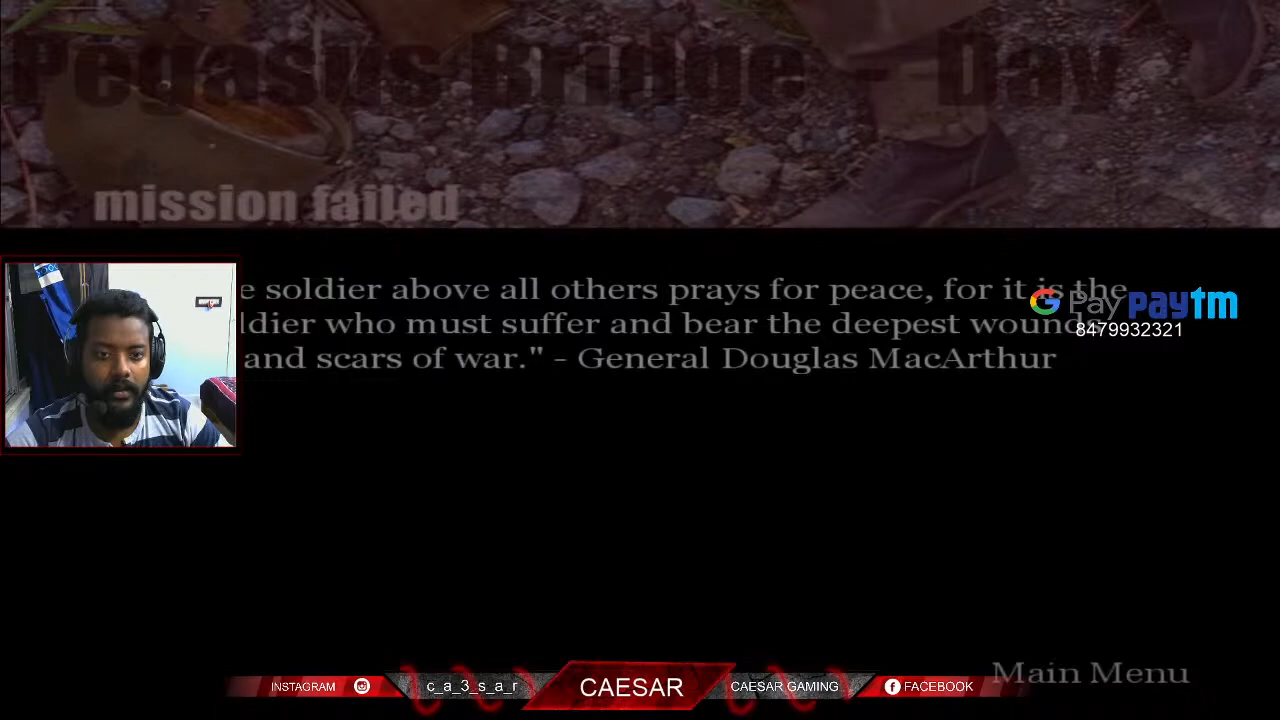 Pegasus Bridge - Day
mission failed
e soldier above all others prays for peace, for it is the
ldier who must suffer and bear the deepest wound
and scars of war." - General Douglas MacArthur
G Pay paytm
8479932321
Main Menu
INSTAGRAM c_a_3_s_a_r CAESAR CAESAR GAMING FACEBOOK